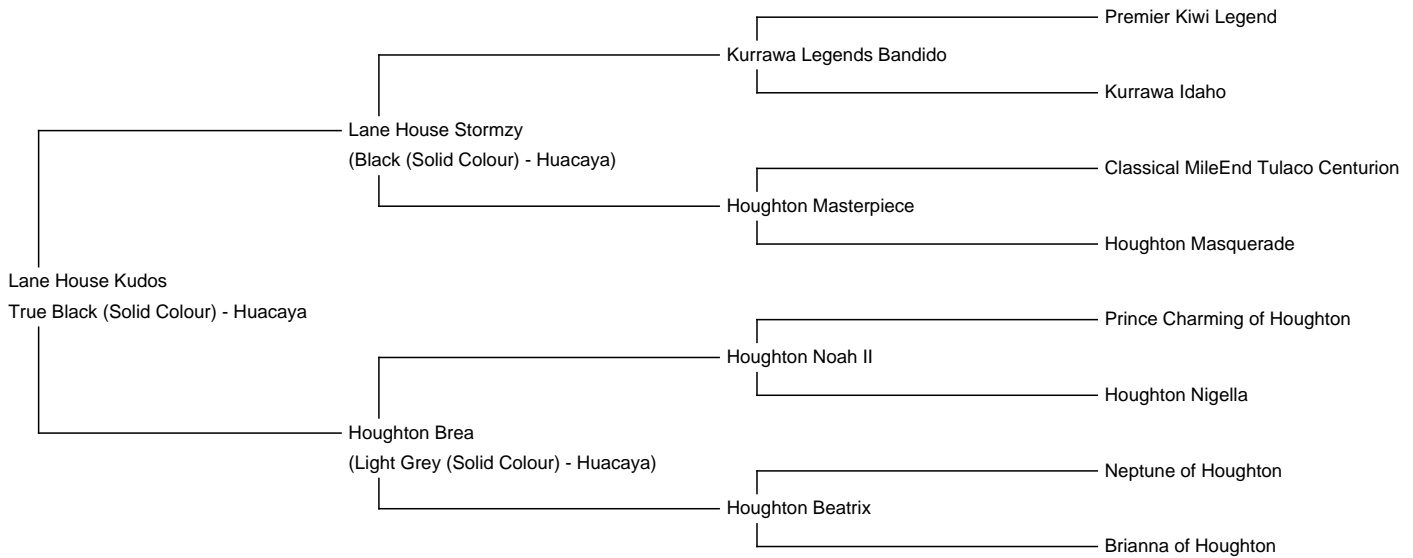 Premier Kiwi Legend
Kurrawa Legends Bandido
Kurrawa Idaho
Lane House Stormzy
(Black (Solid Colour) - Huacaya)
Classical MileEnd Tulaco Centurion
Houghton Masterpiece
Houghton Masquerade
Lane House Kudos
True Black (Solid Colour) - Huacaya
Prince Charming of Houghton
Houghton Noah II
Houghton Nigella
Houghton Brea
(Light Grey (Solid Colour) - Huacaya)
Neptune of Houghton
Houghton Beatrix
Brianna of Houghton